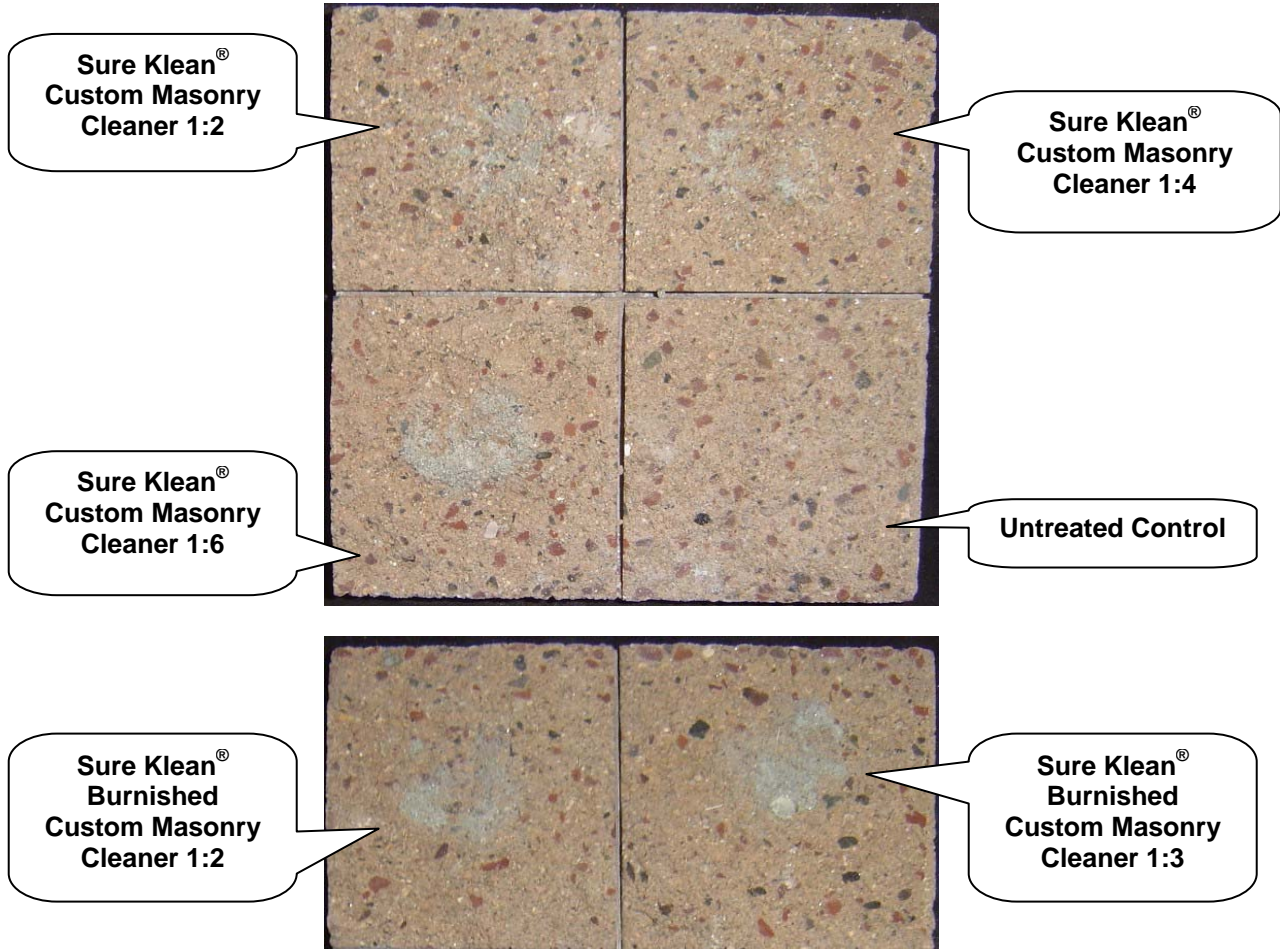 Sure Klean®
Custom Masonry
Cleaner 1:2
Sure Klean®
Custom Masonry
Cleaner 1:4
Sure Klean®
Custom Masonry
Cleaner 1:6
Untreated Control
Sure Klean®
Burnished
Custom Masonry
Cleaner 1:2
Sure Klean®
Burnished
Custom Masonry
Cleaner 1:3